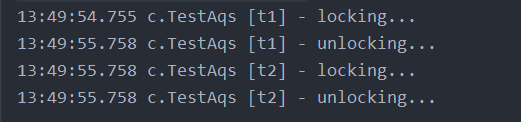 13:49:54.755 c.TestAqs [t1] - locking...
13:49:55.758 c.TestAqs [t1] - unlocking...
13:49:55.758 c.TestAqs [t2] - locking...
13:49:55.758 c.TestAqs [t2] - unlocking...